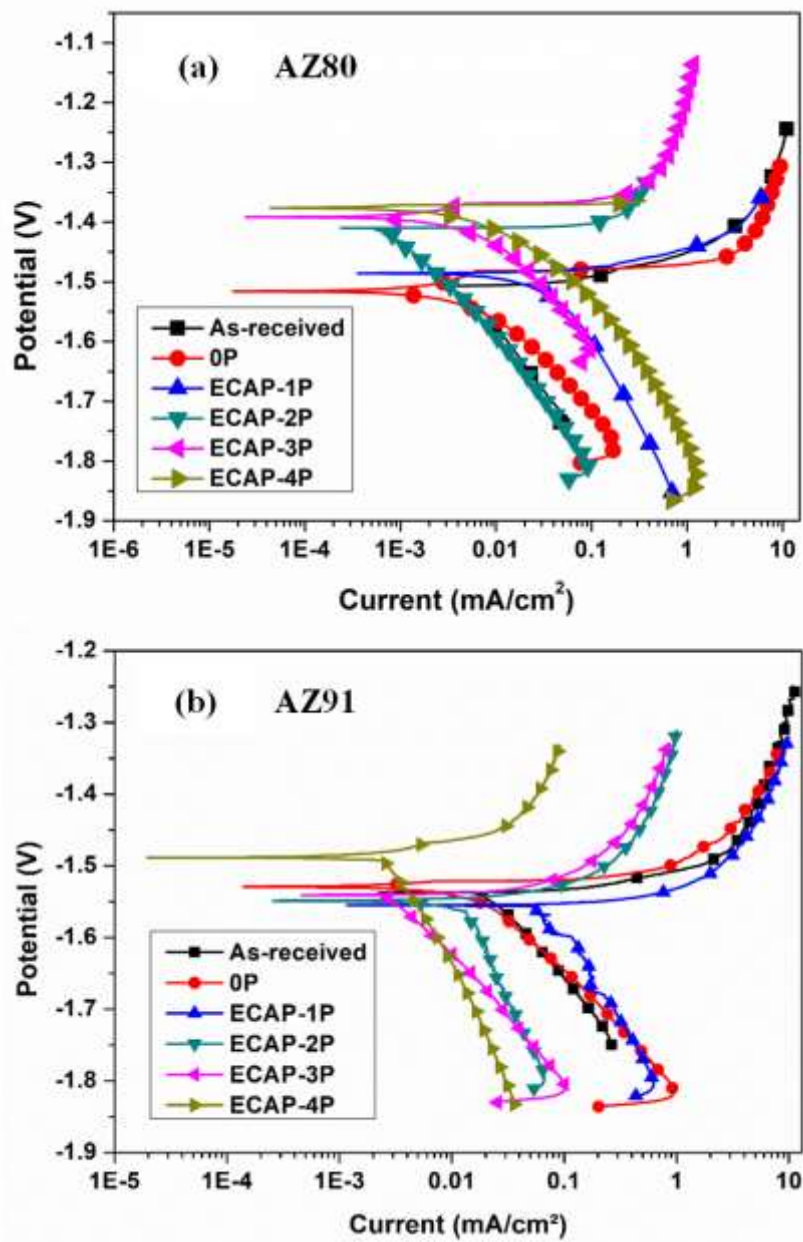 (a) AZ80
-1.1
-1.2
-1.3
-1.4
-1.5
-1.6
-1.7
-1.8
-1.9
Potential (V)
As-received
0P
ECAP-1P
ECAP-2P
ECAP-3P
ECAP-4P
1E-6 1E-5 1E-4 1E-3 0.01 0.1 1 10
Current (mA/cm²)
(b) AZ91
-1.2
-1.3
-1.4
-1.5
-1.6
-1.7
-1.8
-1.9
Potential (V)
As-received
0P
ECAP-1P
ECAP-2P
ECAP-3P
ECAP-4P
1E-5 1E-4 1E-3 0.01 0.1 1 10
Current (mA/cm²)